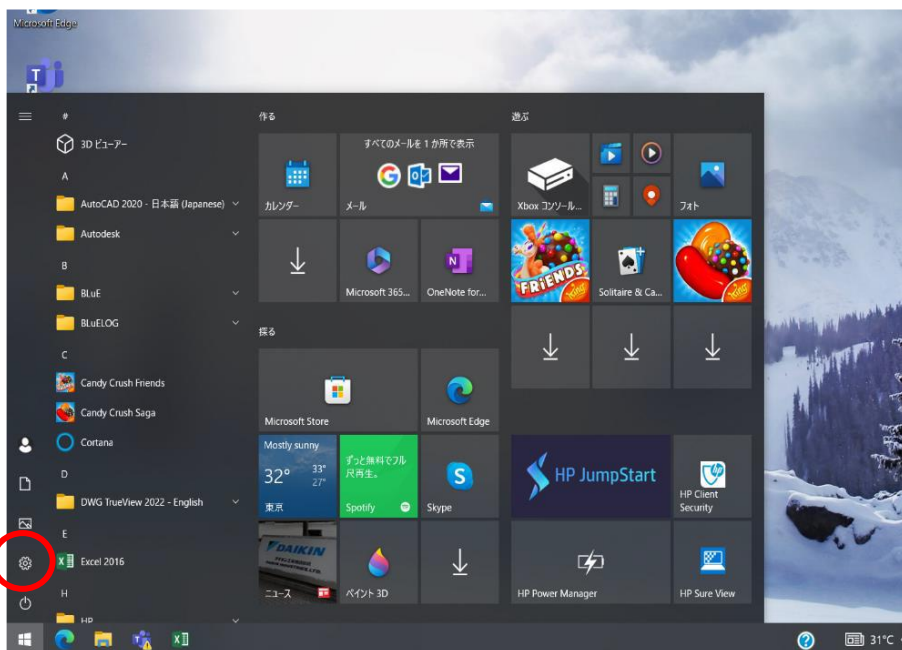 Microsoft Edge
#
3D ビューアー
A
AutoCAD 2020 - 日本語 (Japanese)
Autodesk
B
BLuE
BLuELOG
C
Candy Crush Friends
Candy Crush Saga
Cortana
D
DWG TrueView 2022 - English
E
Excel 2016
H
HP
作る
すべてのメールを 1 か所で表示
カレンダー
メール
Microsoft 365...
OneNote for...
探る
Microsoft Store
Microsoft Edge
Mostly sunny
32°
33°
27°
東京
ずっと無料でフル
尺再生。
Spotify
Skype
DAIKIN
ニュース
ペイント 3D
遊ぶ
Xbox コンソール...
フォト
FRIENDS
King
Solitaire & Ca...
King
HP JumpStart
HP Client
Security
HP Power Manager
HP Sure View
31°C